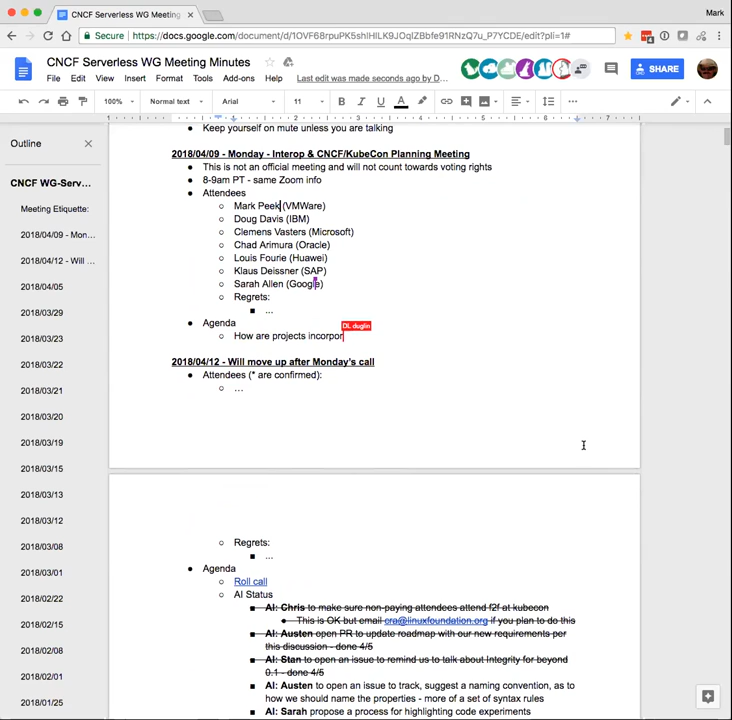 CNCF Serverless WG Meeting
Mark
Secure
https://docs.google.com/document/d/1OVF68rpuPK5shIHLK9JOqIZBbfe91RNzQ7u_P7YCDE/edit?pli=1#
CNCF Serverless WG Meeting Minutes
File Edit View Insert Format Tools Table Add-ons Help Last edit was made seconds ago by D...
SHARE
100% Normal text Arial 11
Outline
CNCF WG-Serv...
Meeting Etiquette:
2018/04/09 - Mon...
2018/04/12 - Will ...
2018/04/05
2018/03/29
2018/03/23
2018/03/22
2018/03/21
2018/03/20
2018/03/19
2018/03/15
2018/03/13
2018/03/12
2018/03/08
2018/03/01
2018/02/22
2018/02/15
2018/02/08
2018/02/01
2018/01/25
1 1 2 3 4 5 6 7
Keep yourself on mute unless you are talking
2018/04/09 - Monday - Interop & CNCF/KubeCon Planning Meeting
This is not an official meeting and will not count towards voting rights
8-9am PT - same Zoom info
Attendees
Mark Peek (VMWare)
Doug Davis (IBM)
Clemens Vasters (Microsoft)
Chad Arimura (Oracle)
Louis Fourie (Huawei)
Klaus Deissner (SAP)
Sarah Allen (Google)
Regrets:
...
Agenda
DL duglin
How are projects incorpor
2018/04/12 - Will move up after Monday's call
Attendees (* are confirmed):
...
Regrets:
...
Agenda
Roll call
AI Status
AI: Chris to make sure non-paying attendees attend f2f at kubecon
This is OK but email cra@linuxfoundation.org if you plan to do this
AI: Austen open PR to update roadmap with our new requirements per
this discussion - done 4/5
AI: Stan to open an issue to remind us to talk about Integrity for beyond
0.1 - done 4/5
AI: Austen to open an issue to track, suggest a naming convention, as to
how we should name the properties - more of a set of syntax rules
AI: Sarah propose a process for highlighting code experiments